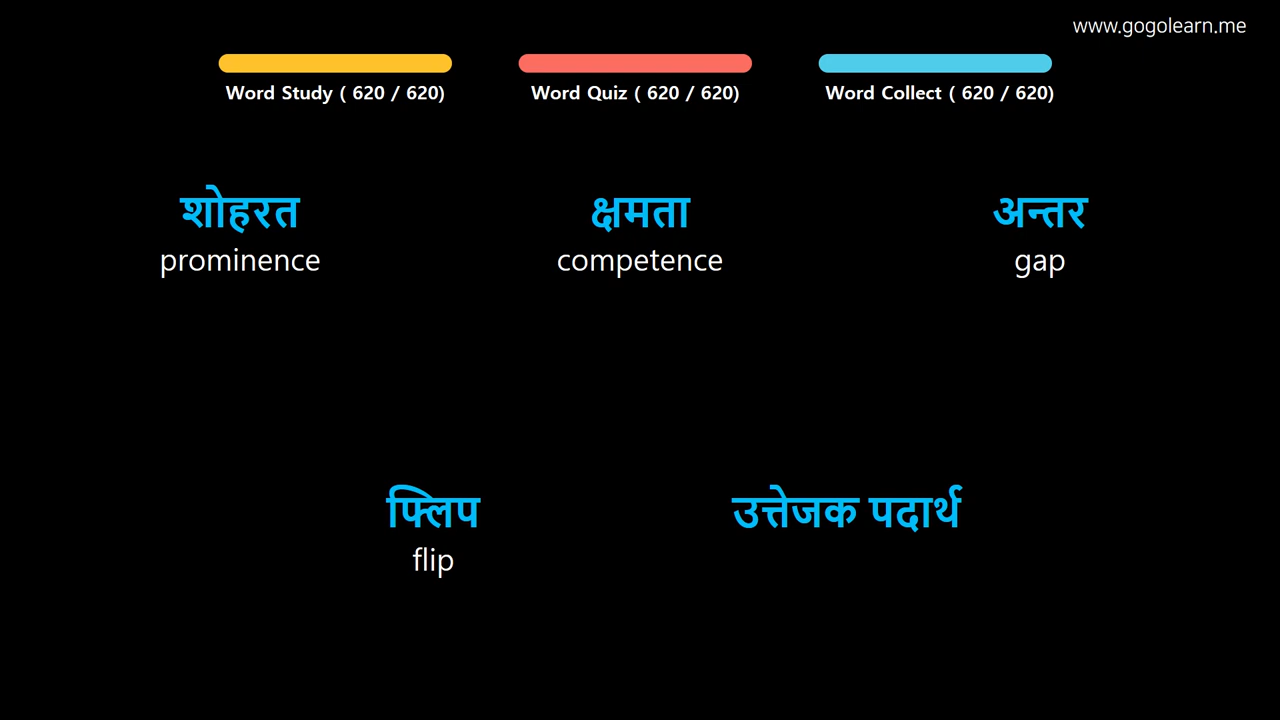 www.gogolearn.me
Word Study ( 620 / 620)
Word Quiz ( 620 / 620)
Word Collect ( 620 / 620)
शोहरत
prominence
क्षमता
competence
अन्तर
gap
फ्लिप
flip
उत्तेजक पदार्थ